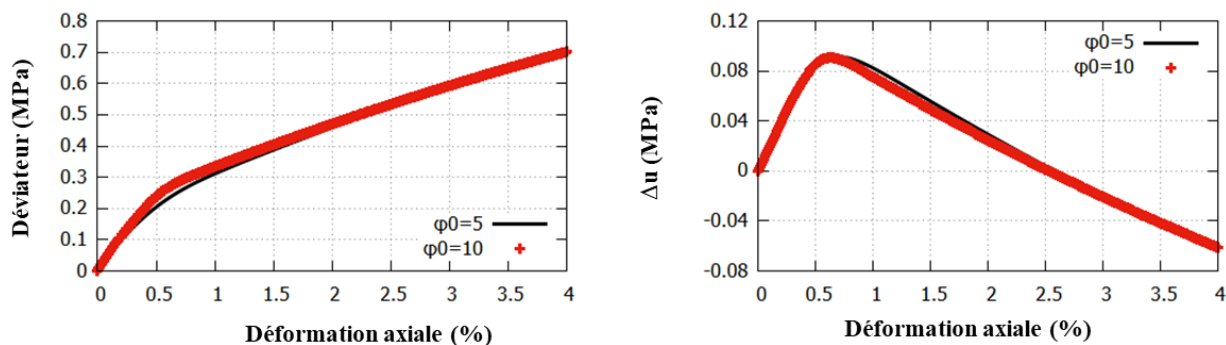 Déviateur (MPa)
0.8
0.7
0.6
0.5
0.4
0.3
0.2
0.1
0
φ0=5
φ0=10
0 0.5 1 1.5 2 2.5 3 3.5 4
Déformation axiale (%)
Δu (MPa)
0.12
0.08
0.04
0
-0.04
-0.08
φ0=5
φ0=10
0 0.5 1 1.5 2 2.5 3 3.5 4
Déformation axiale (%)